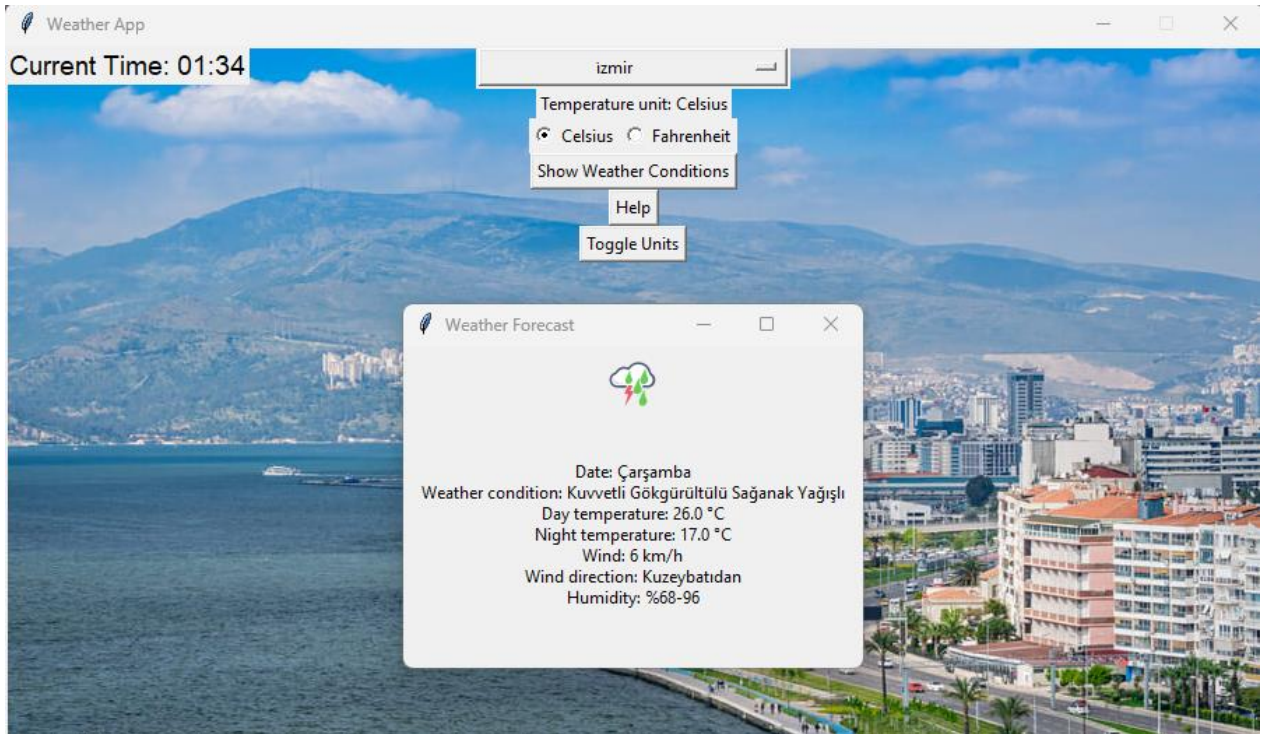 Weather App
Current Time: 01:34
izmir
Temperature unit: Celsius
Celsius Fahrenheit
Show Weather Conditions
Help
Toggle Units
Weather Forecast
Date: Çarşamba
Weather condition: Kuvvetli Gökgürültülü Sağanak Yağışlı
Day temperature: 26.0 °C
Night temperature: 17.0 °C
Wind: 6 km/h
Wind direction: Kuzeybatıdan
Humidity: %68-96